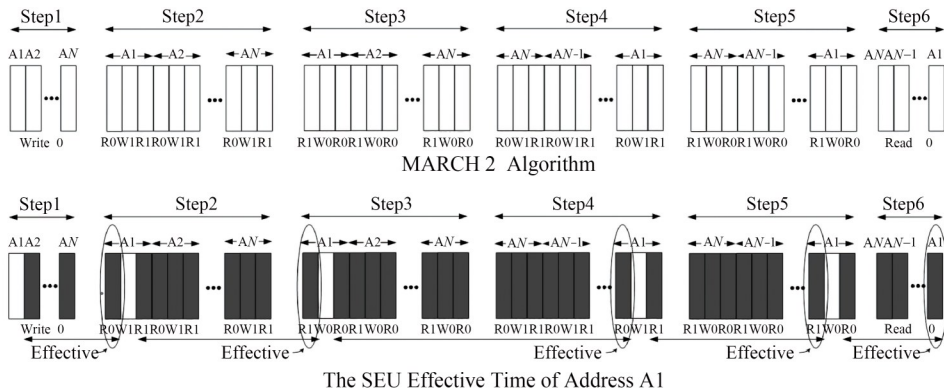 Step1 Step2 Step3 Step4 Step5 Step6
A1A2 AN A1 A2 AN A1 A2 AN AN AN-1 A1 AN AN-1 A1 ANAN-1 A1
••• ••• ••• ••• ••• •••
Write 0 R0W1R1R0W1R1 R0W1R1 R1W0R0R1W0R0 R1W0R0 R0W1R1R0W1R1 R0W1R1 R1W0R0R1W0R0 R1W0R0 Read 0
MARCH 2 Algorithm
Step1 Step2 Step3 Step4 Step5 Step6
A1A2 AN A1 A2 AN A1 A2 AN AN AN-1 A1 AN AN-1 A1 ANAN-1 A1
••• ••• ••• ••• ••• •••
Write 0 R0W1R1R0W1R1 R0W1R1 R1W0R0R1W0R0 R1W0R0 R0W1R1R0W1R1 R0W1R1 R1W0R0R1W0R0 R1W0R0 Read 0
Effective Effective Effective Effective Effective
The SEU Effective Time of Address A1